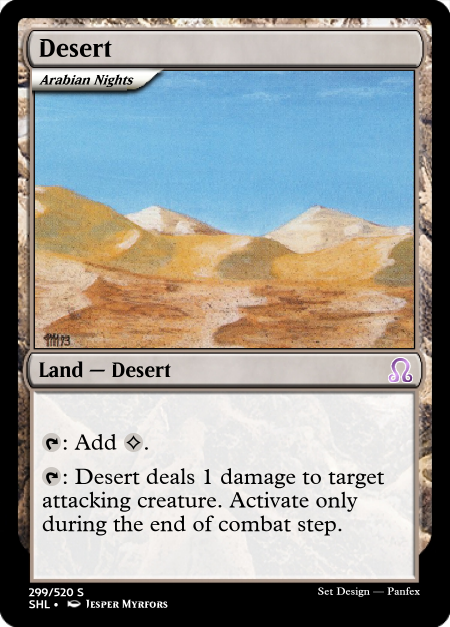 Desert
Arabian Nights
Land — Desert
: Add .
: Desert deals 1 damage to target
attacking creature. Activate only
during the end of combat step.
299/520 S
Set Design — Panfex
SHL • Jesper Myrfors